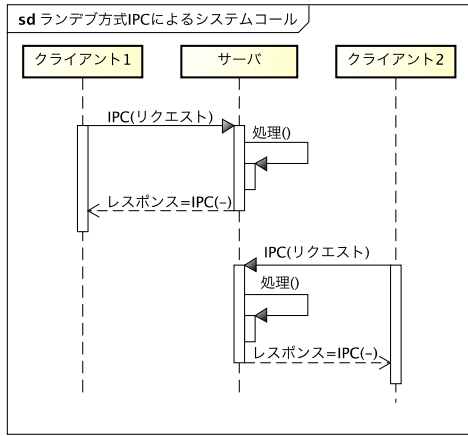 sd ランデブ方式IPCによるシステムコール
クライアント1 サーバ クライアント2
IPC(リクエスト)
処理()
レスポンス=IPC(-)
IPC(リクエスト)
処理()
レスポンス=IPC(-)